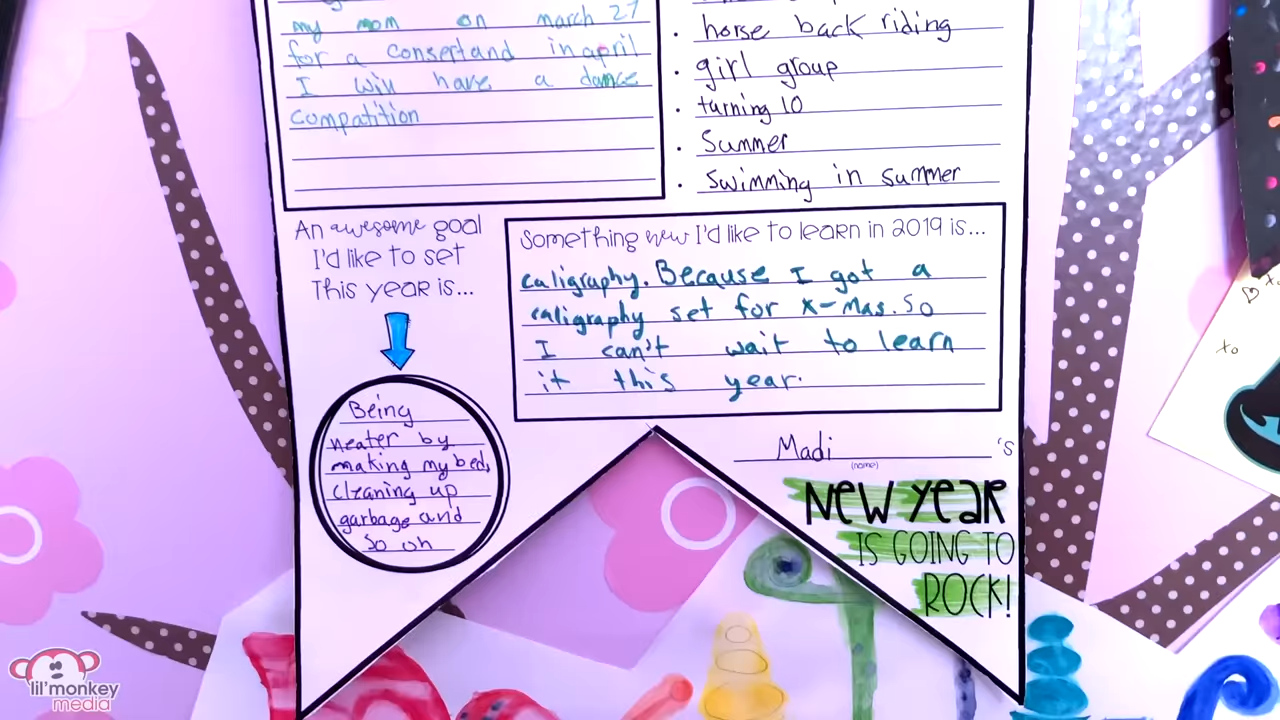 my mom on march 27
for a consertand in april
I will have a dance
compatition
. horse back riding
. girl group
. turning 10
. Summer
. Swimming in summer
An awesome goal
I'd like to set
This year is...
Being
neater by
making my bed,
cleaning up
garbage and
so on
Something new I'd like to learn in 2019 is...
caligraphy. Because I got a
caligraphy set for X-Mas. So
I can't wait to learn
it this year.
Madi 's
(name)
NEW YEAR
IS GOING TO
ROCK!
xo
lil'monkey
media